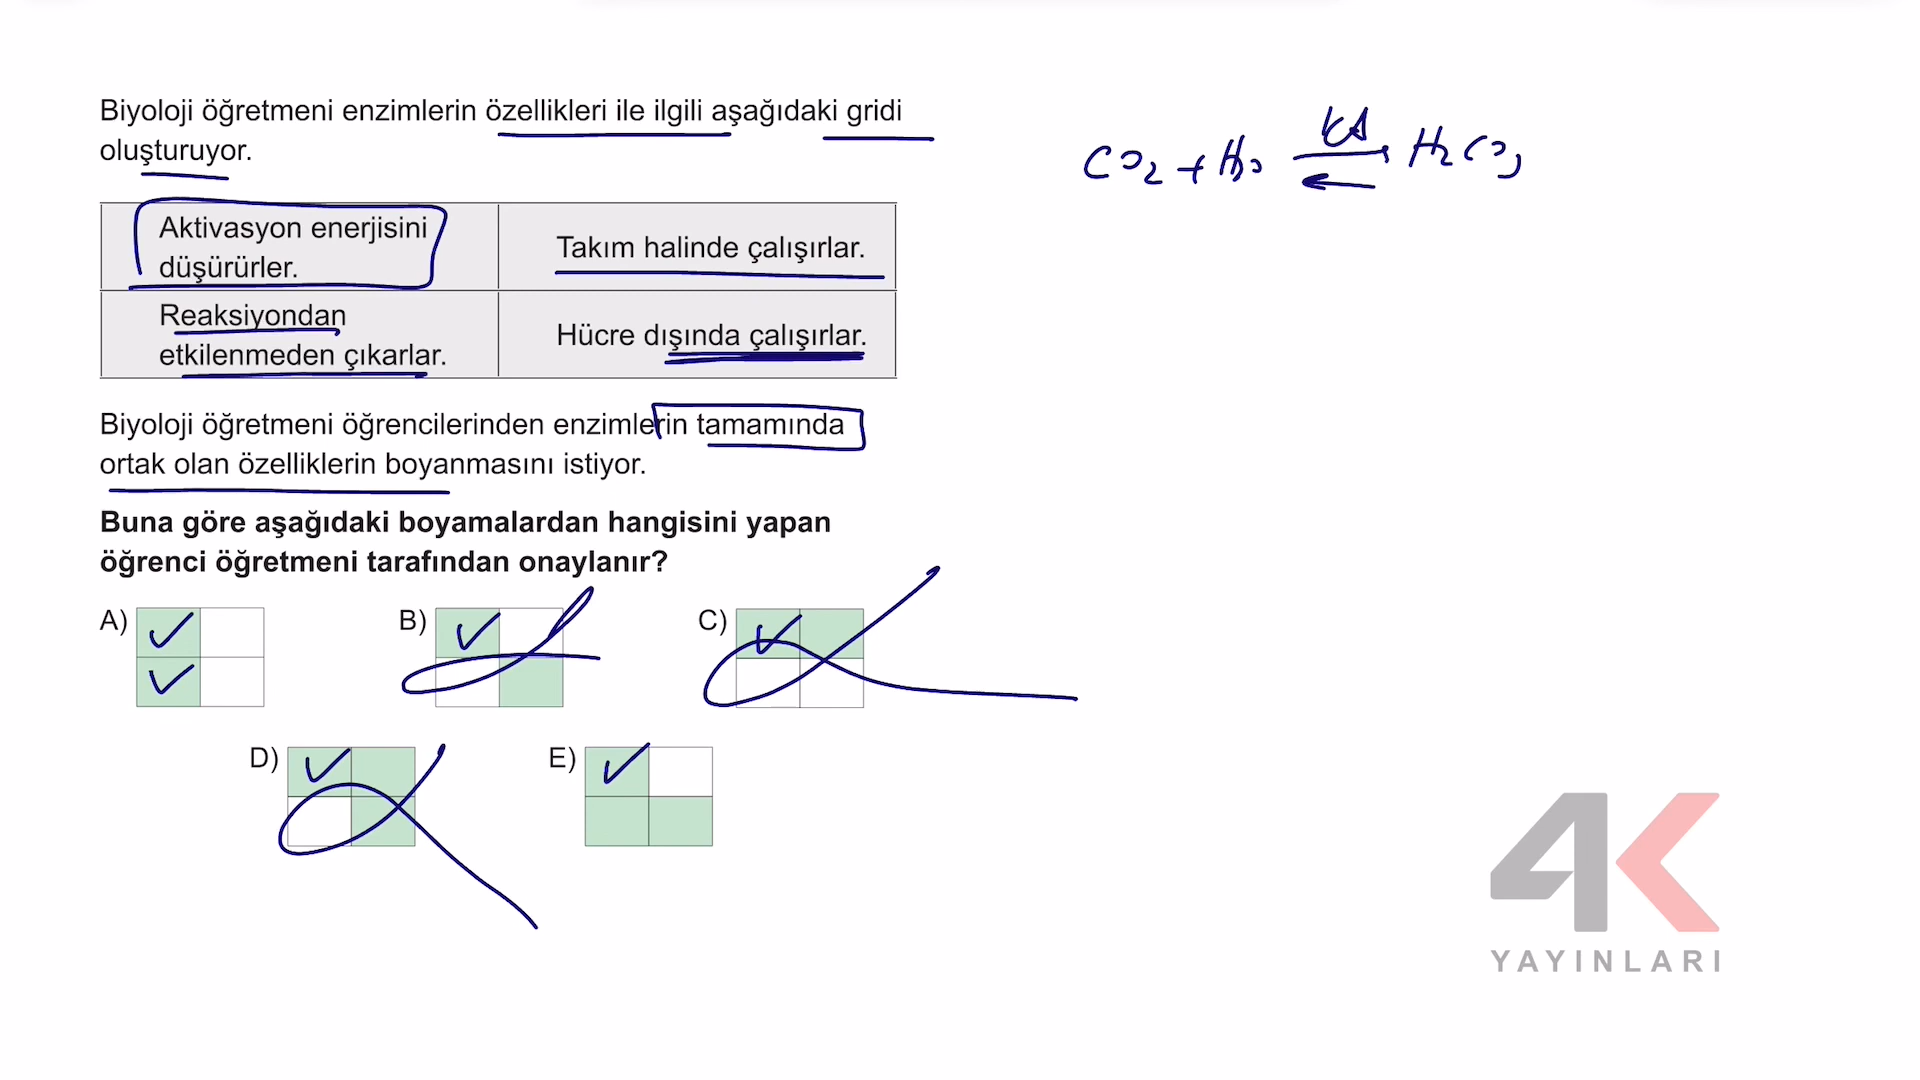 Biyoloji öğretmeni enzimlerin özellikleri ile ilgili aşağıdaki gridi
oluşturuyor.
Aktivasyon enerjisini
düşürürler.
Takım halinde çalışırlar.
Reaksiyondan
etkilenmeden çıkarlar.
Hücre dışında çalışırlar.
Biyoloji öğretmeni öğrencilerinden enzimlerin tamamında
ortak olan özelliklerin boyanmasını istiyor.
Buna göre aşağıdaki boyamalardan hangisini yapan
öğrenci öğretmeni tarafından onaylanır?
A)
B)
C)
D)
E)
CO2 + H2O
H2CO3
4K
YAYINLARI